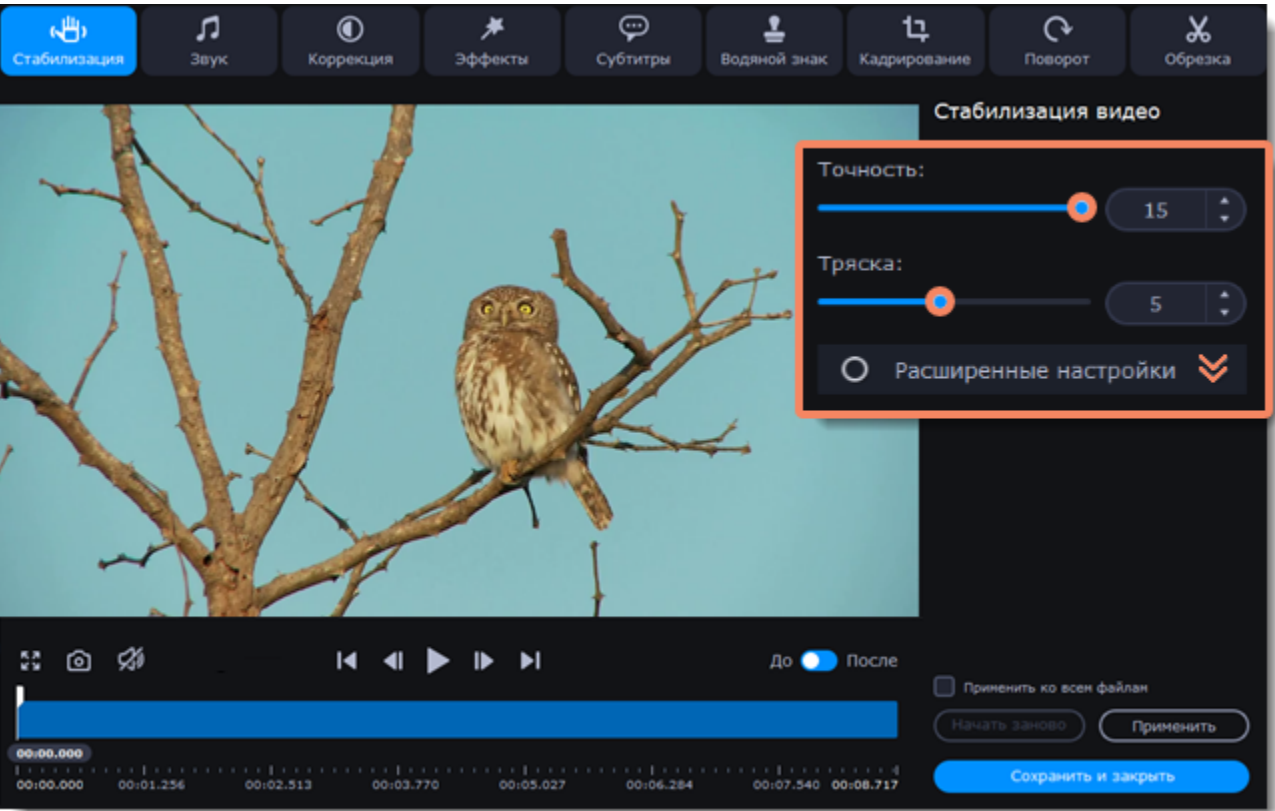 Стабилизация
Звук
Коррекция
Эффекты
Субтитры
Водяной знак
Кадрирование
Поворот
Обрезка
Стабилизация видео
Точность:
15
Тряска:
5
Расширенные настройки
До
После
Применить ко всем файлам
Начать заново
Применить
00:00.000
00:00.000
00:01.256
00:02.513
00:03.770
00:05.027
00:06.284
00:07.540
00:08.717
Сохранить и закрыть